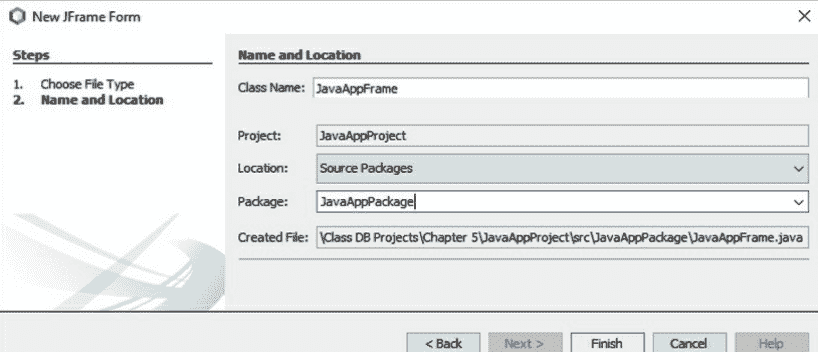 New JFrame Form
Steps
1. Choose File Type
2. Name and Location
Name and Location
Class Name: JavaAppFrame
Project: JavaAppProject
Location: Source Packages
Package: JavaAppPackage
Created File: \Class DB Projects\Chapter 5\JavaAppProject\src\JavaAppPackage\JavaAppFrame.java
< Back Next > Finish Cancel Help